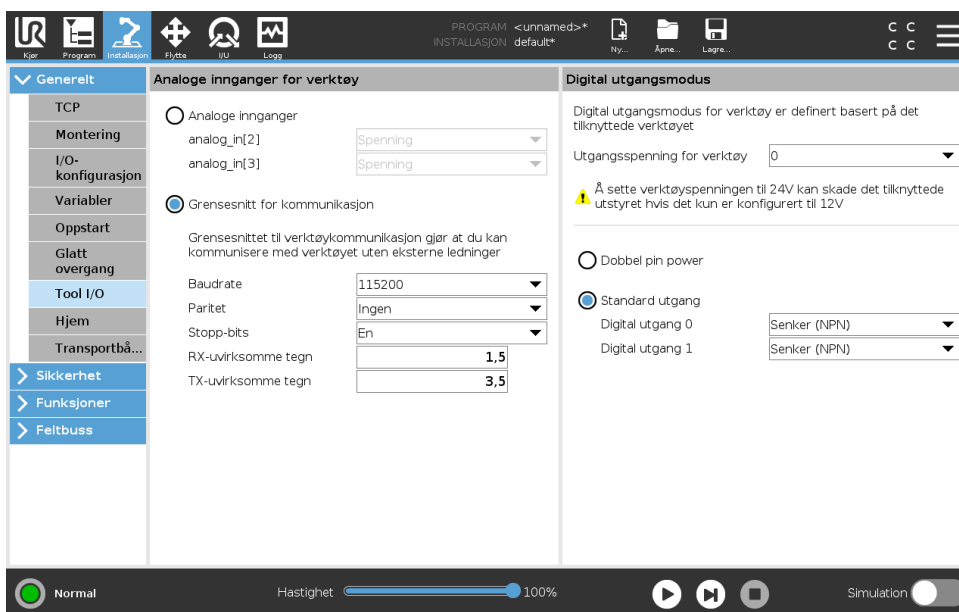 UR
PROGRAM <unnamed>*
INSTALLASJON default*
Kjør Program Installasjon Flytte I/U Logg
Ny... Åpne... Lagre...
C C
C C
Generelt
TCP
Montering
I/O-
konfigurasjon
Variabler
Oppstart
Glatt
overgang
Tool I/O
Hjem
Transportbå...
Sikkerhet
Funksjoner
Feltbuss
Analoge innganger for verktøy
Analoge innganger
analog_in[2] Spenning
analog_in[3] Spenning
Grensesnitt for kommunikasjon
Grensesnittet til verktøykommunikasjon gjør at du kan
kommunisere med verktøyet uten eksterne ledninger
Baudrate 115200
Paritet Ingen
Stopp-bits En
RX-uvirksomme tegn 1,5
TX-uvirksomme tegn 3,5
Digital utgangsmodus
Digital utgangsmodus for verktøy er definert basert på det
tilknyttede verktøyet
Utgangsspenning for verktøy 0
Å sette verktøyspenningen til 24V kan skade det tilknyttede
utstyret hvis det kun er konfigurert til 12V
Dobbel pin power
Standard utgang
Digital utgang 0 Senker (NPN)
Digital utgang 1 Senker (NPN)
Normal
Hastighet 100%
Simulation